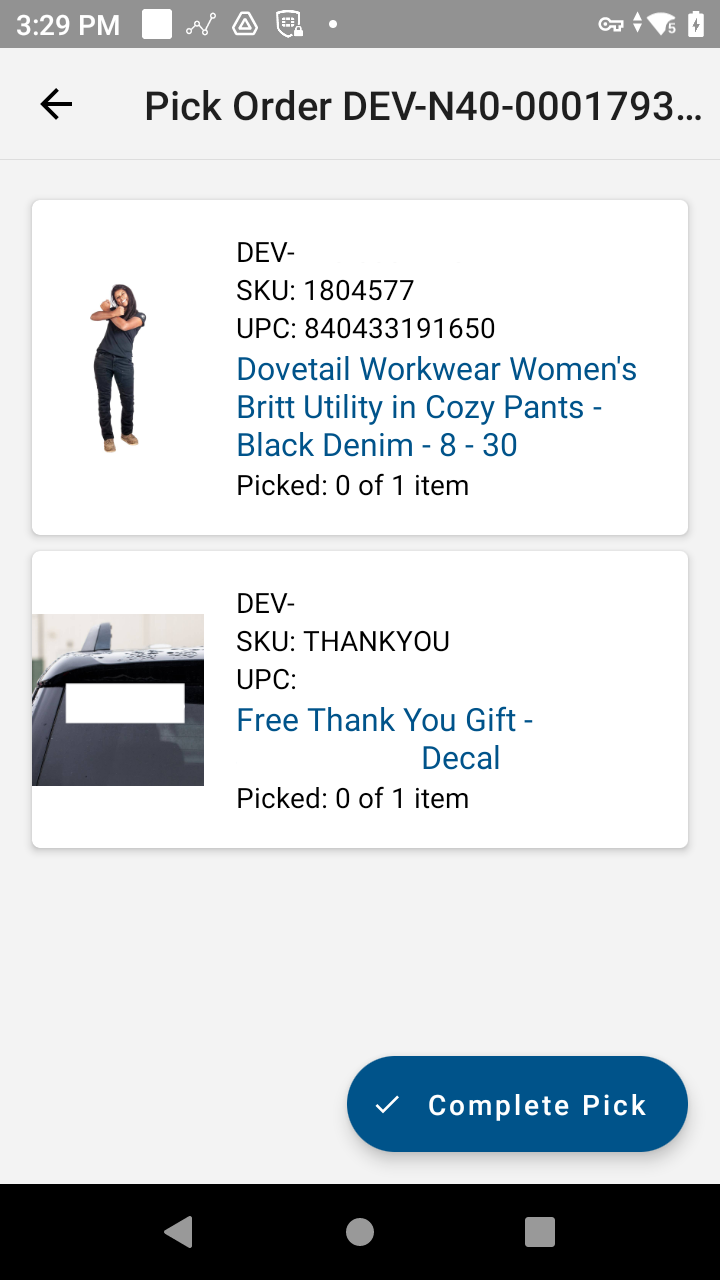 3:29 PM
5
Pick Order DEV-N40-0001793...
DEV-
SKU: 1804577
UPC: 840433191650
Dovetail Workwear Women's
Britt Utility in Cozy Pants -
Black Denim - 8 - 30
Picked: 0 of 1 item
DEV-
SKU: THANKYOU
UPC:
Free Thank You Gift -
Decal
Picked: 0 of 1 item
Complete Pick